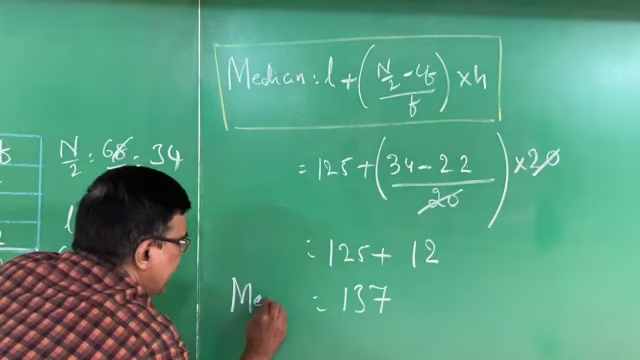 Median : l + (N/2 - cf / f) × h
N/2 = 68 = 34
= 125 + (34 - 22 / 20) × 20
= 125 + 12
Me = 137